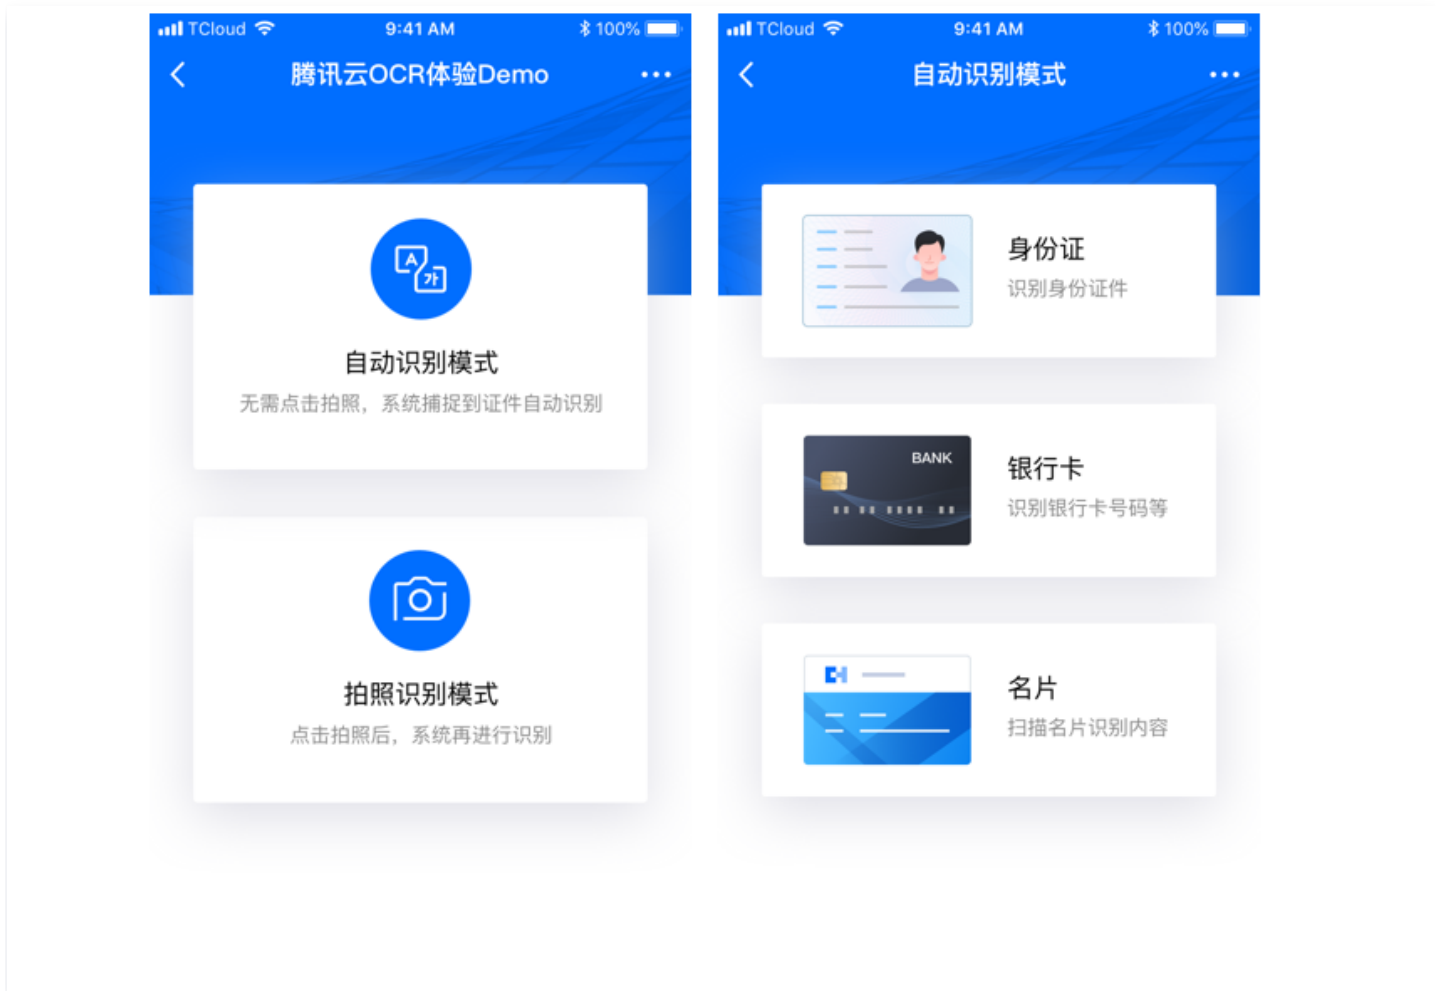 TCloud 9:41 AM 100%
腾讯云OCR体验Demo
A
가
自动识别模式
无需点击拍照，系统捕捉到证件自动识别
拍照识别模式
点击拍照后，系统再进行识别
TCloud 9:41 AM 100%
自动识别模式
身份证
识别身份证件
BANK
银行卡
识别银行卡号码等
名片
扫描名片识别内容